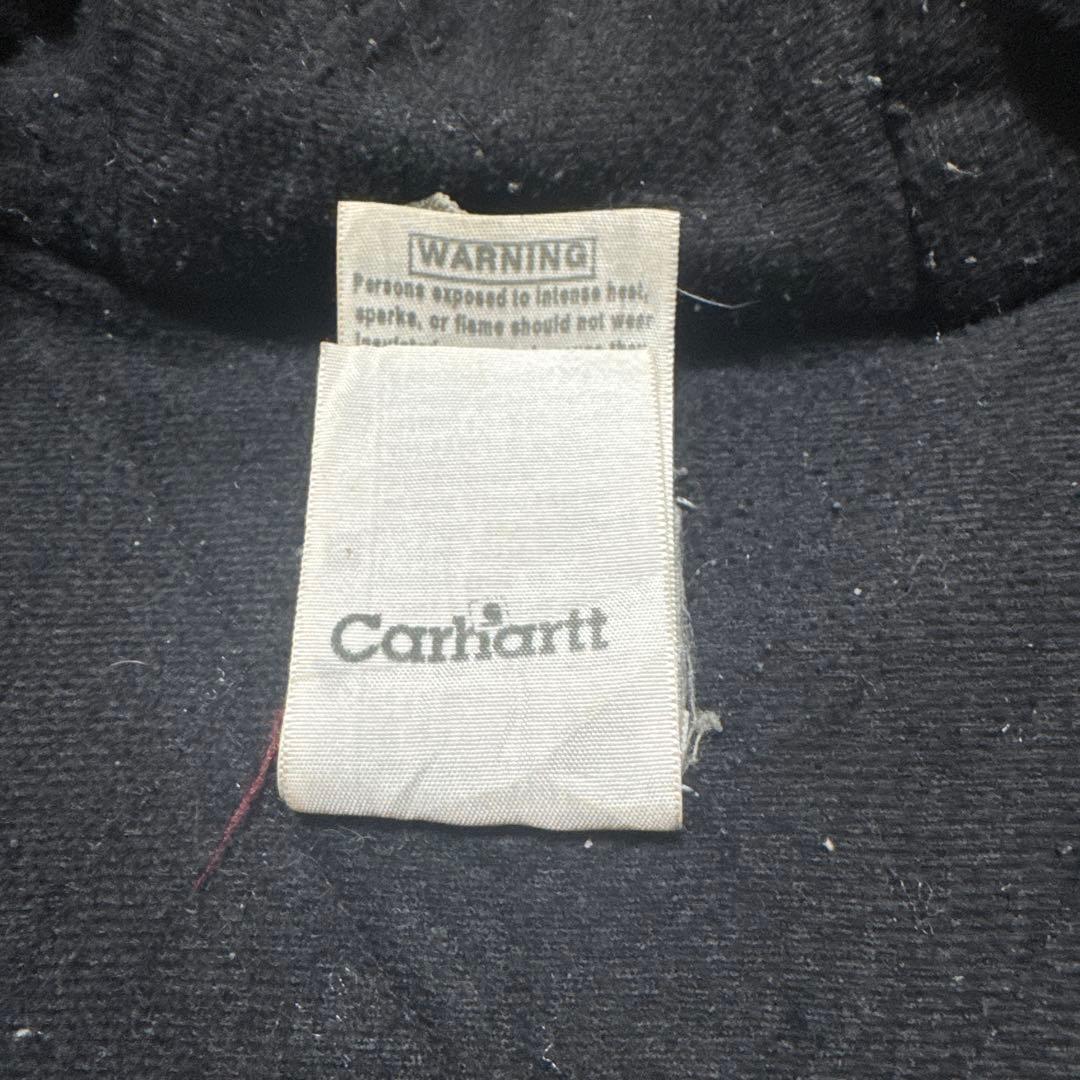 WARNING
Persons exposed to intense heat,
sparks, or flame should not wear
Carhartt